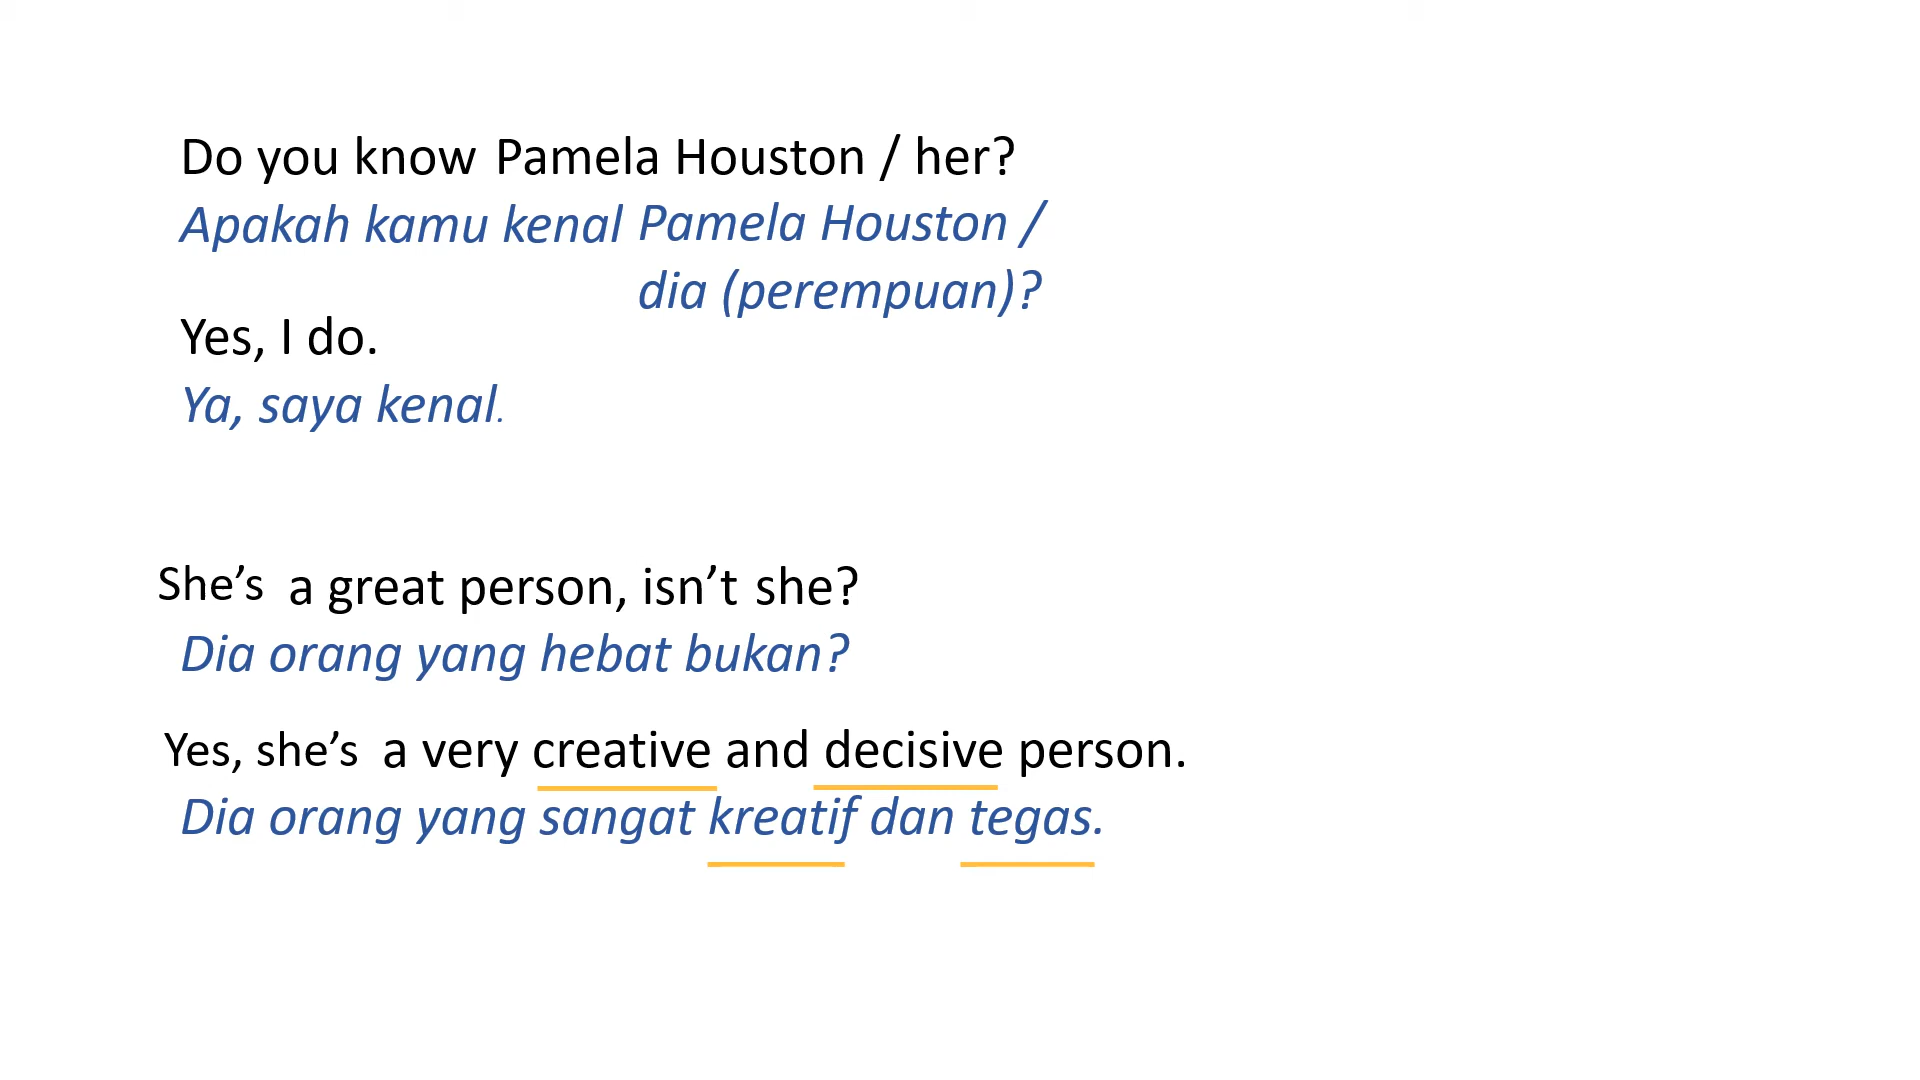 Do you know Pamela Houston / her?
Apakah kamu kenal Pamela Houston /
dia (perempuan)?
Yes, I do.
Ya, saya kenal.
She’s a great person, isn’t she?
Dia orang yang hebat bukan?
Yes, she’s a very creative and decisive person.
Dia orang yang sangat kreatif dan tegas.